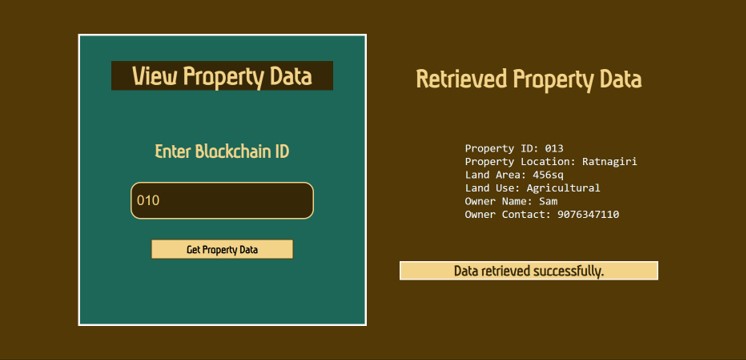 View Property Data
Enter Blockchain ID
010
Get Property Data
Retrieved Property Data
Property ID: 013
Property Location: Ratnagiri
Land Area: 456sq
Land Use: Agricultural
Owner Name: Sam
Owner Contact: 9076347110
Data retrieved successfully.